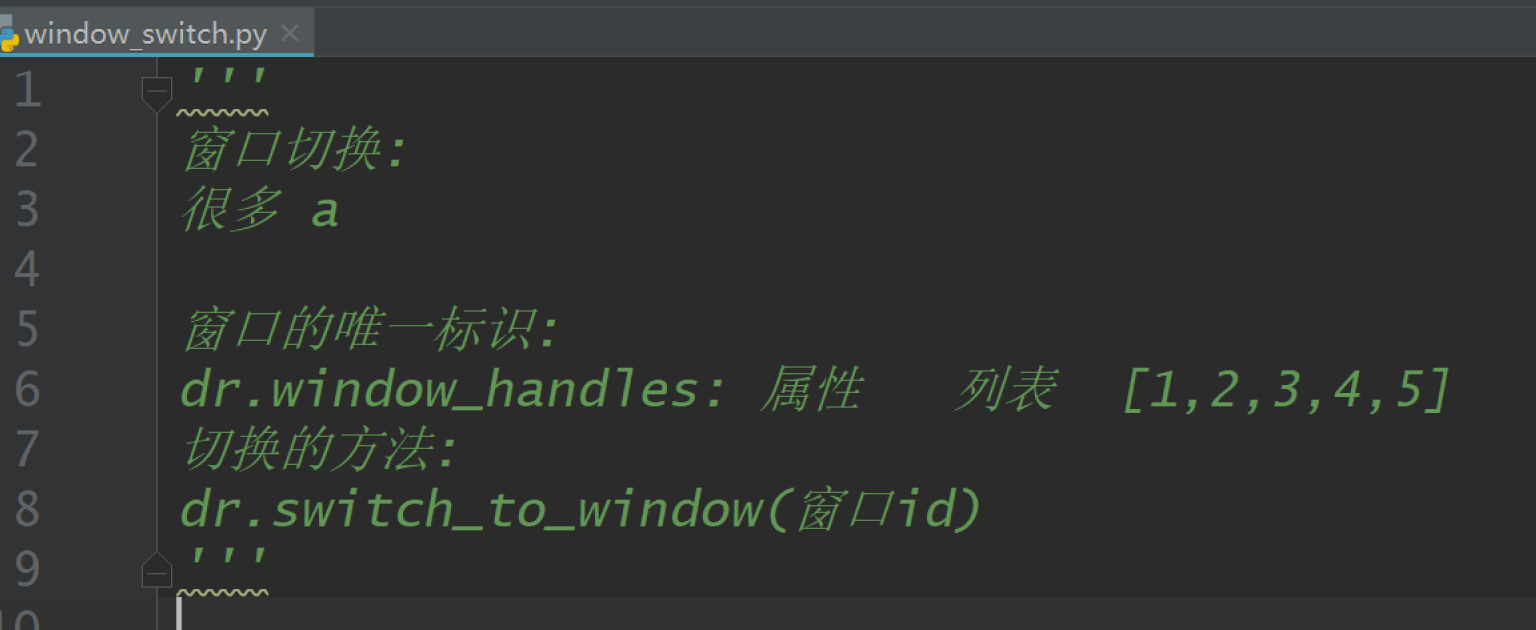 window_switch.py
1 '''
2 窗口切换:
3 很多 a
4
5 窗口的唯一标识:
6 dr.window_handles: 属性   列表  [1,2,3,4,5]
7 切换的方法:
8 dr.switch_to_window(窗口id)
9 '''
10